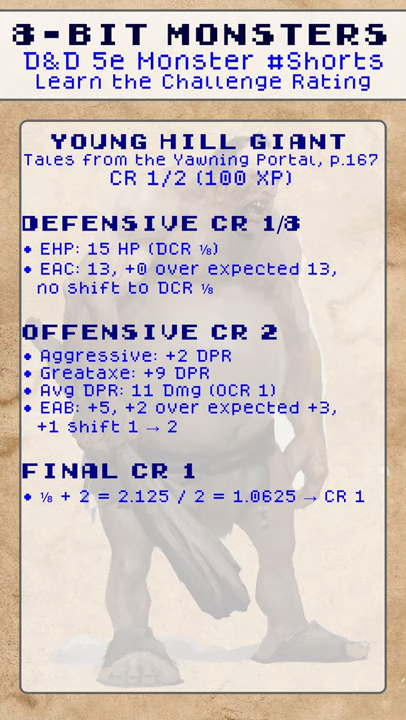 8-BIT MONSTERS
D&D 5e Monster #Shorts
Learn the Challenge Rating
YOUNG HILL GIANT
Tales from the Yawning Portal, p.167
CR 1/2 (100 XP)
DEFENSIVE CR 1/8
• EHP: 15 HP (DCR ⅛)
• EAC: 13, +0 over expected 13,
no shift to DCR ⅛
OFFENSIVE CR 2
• Aggressive: +2 DPR
• Greataxe: +9 DPR
• Avg DPR: 11 Dmg (OCR 1)
• EAB: +5, +2 over expected +3,
+1 shift 1 → 2
FINAL CR 1
• ⅛ + 2 = 2.125 / 2 = 1.0625 → CR 1